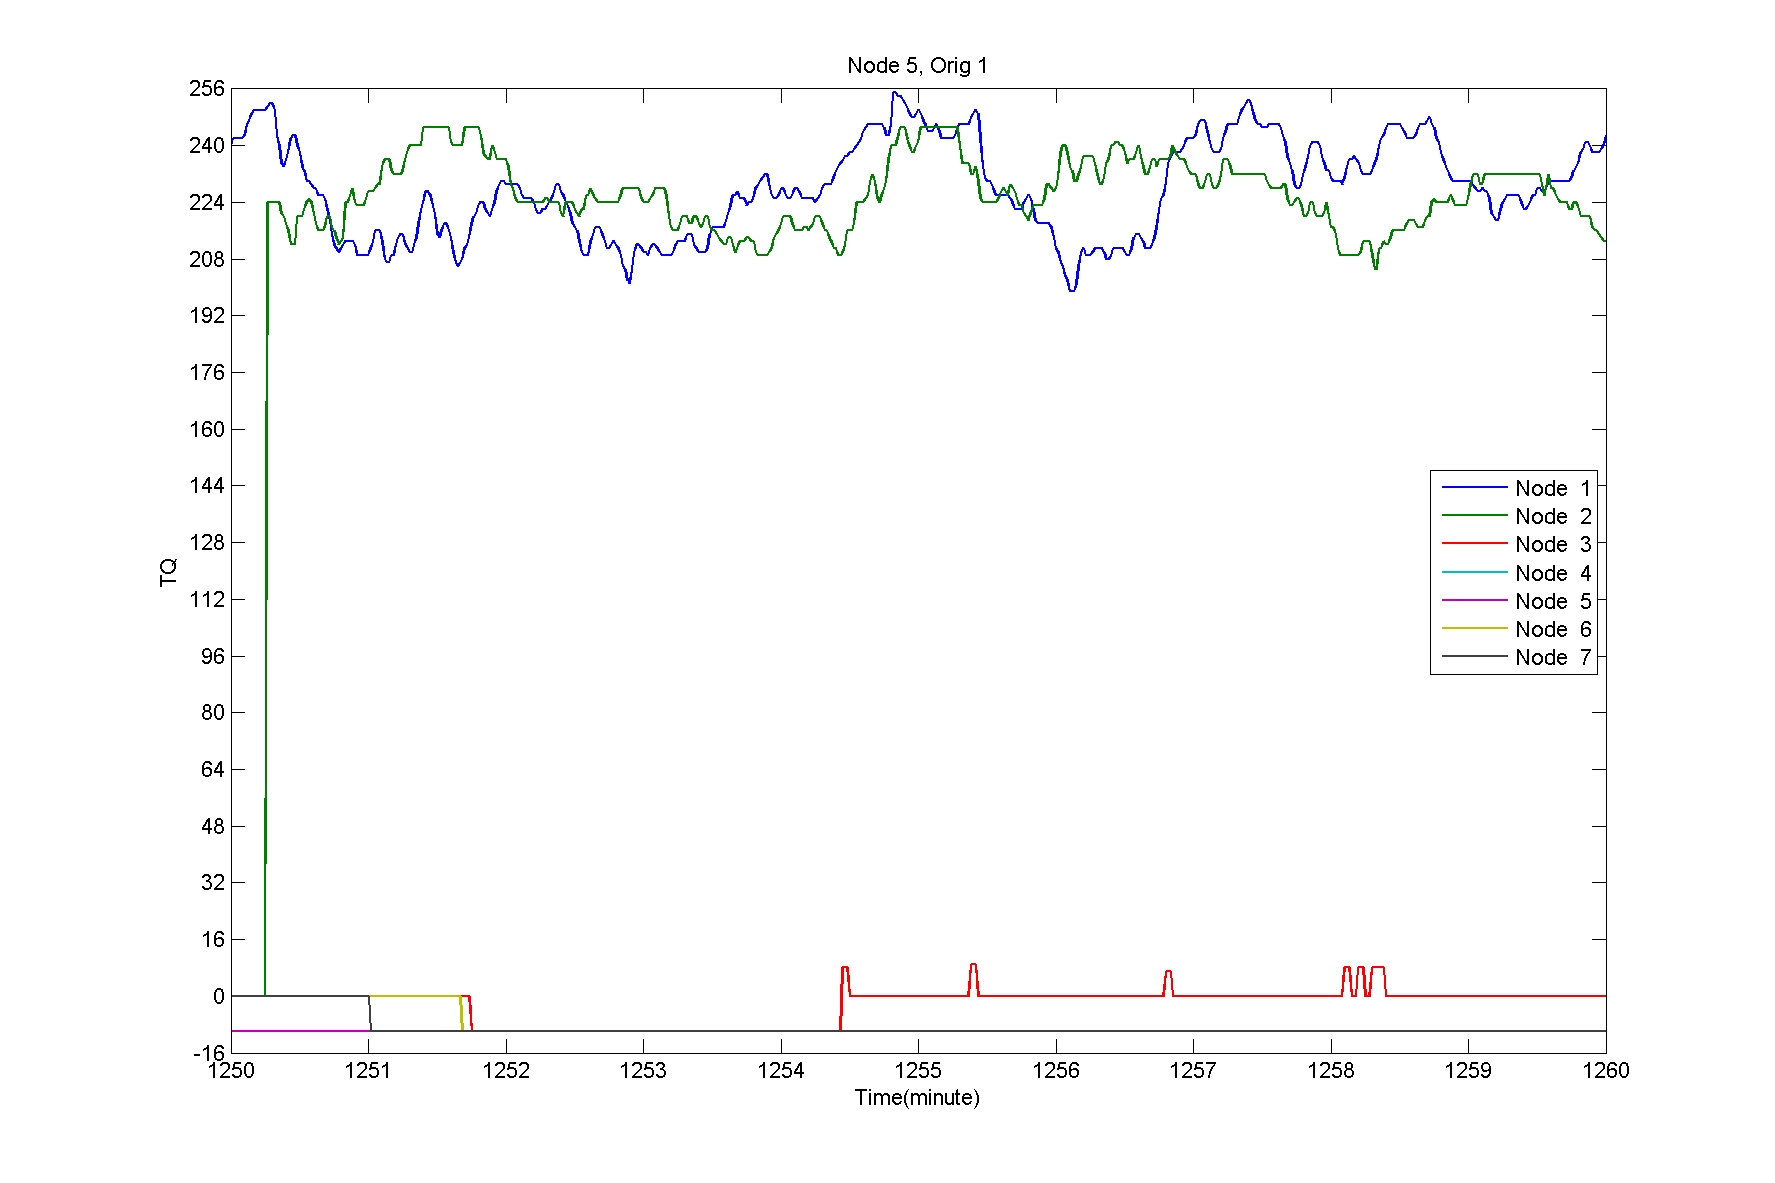 Node 5, Orig 1
256
240
224
208
192
176
160
144
128
112
96
80
64
48
32
16
0
-16
TQ
Node 1
Node 2
Node 3
Node 4
Node 5
Node 6
Node 7
1250 1251 1252 1253 1254 1255 1256 1257 1258 1259 1260
Time(minute)